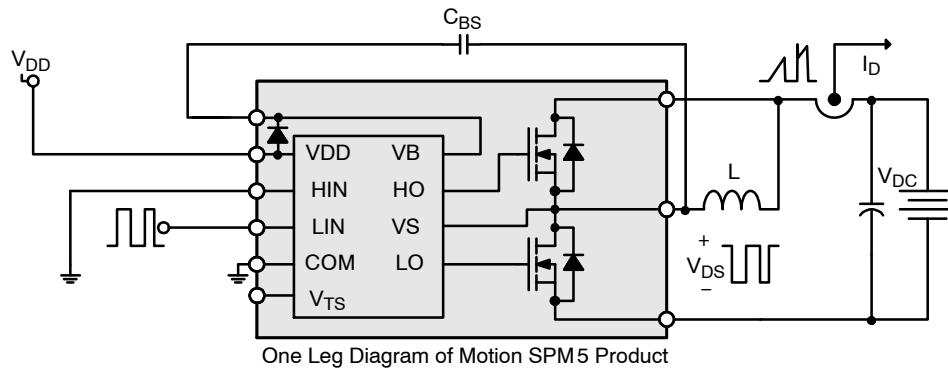 C_BS
V_DD
I_D
VDD VB
HIN HO
LIN VS
COM LO
V_TS
L
V_DC
+
V_DS
–
One Leg Diagram of Motion SPM 5 Product